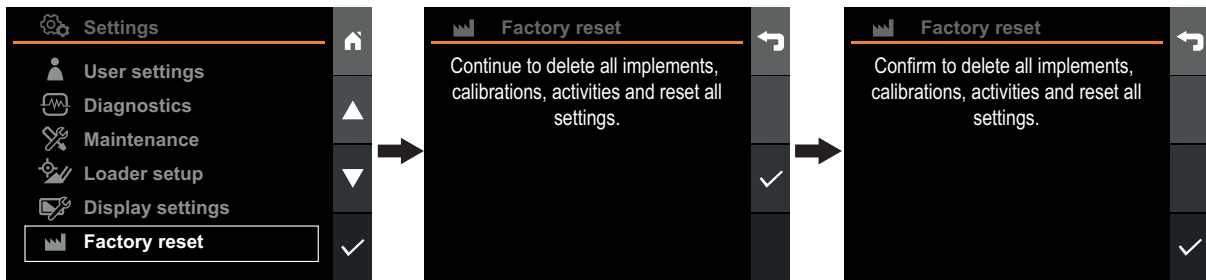 Settings
User settings
Diagnostics
Maintenance
Loader setup
Display settings
Factory reset
Factory reset
Continue to delete all implements,
calibrations, activities and reset all
settings.
Factory reset
Confirm to delete all implements,
calibrations, activities and reset all
settings.